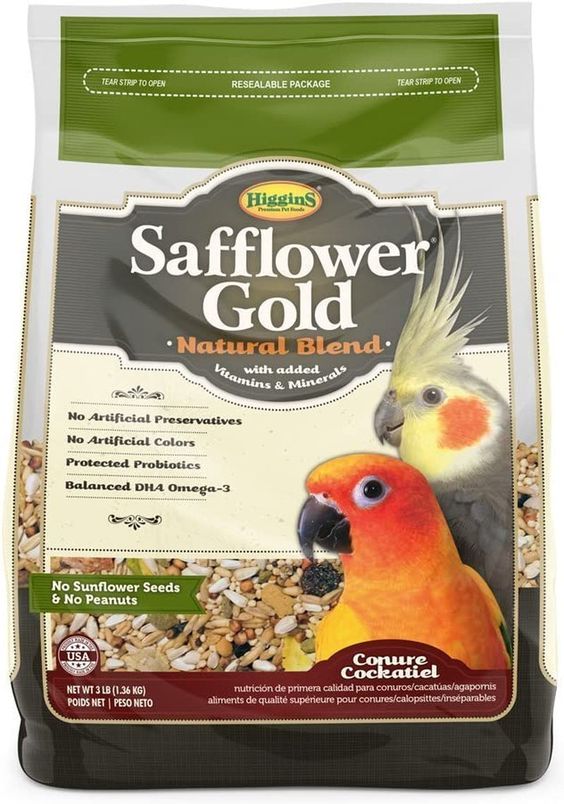 TEAR STRIP TO OPEN
RESEALABLE PACKAGE
TEAR STRIP TO OPEN
HigginS
Premium Pet Foods
Safflower®
Gold
·Natural Blend·
with added
Vitamins & Minerals
No Artificial Preservatives
No Artificial Colors
Protected Probiotics
Balanced DHA Omega-3
No Sunflower Seeds
& No Peanuts
USA
NET WT 3 LB (1.36 KG)
POIDS NET | PESO NETO
Conure
Cockatiel
nutrición de primera calidad para conuros/cacatúas/agapornis
aliments de qualité supérieure pour conures/calopsittes/inséparables